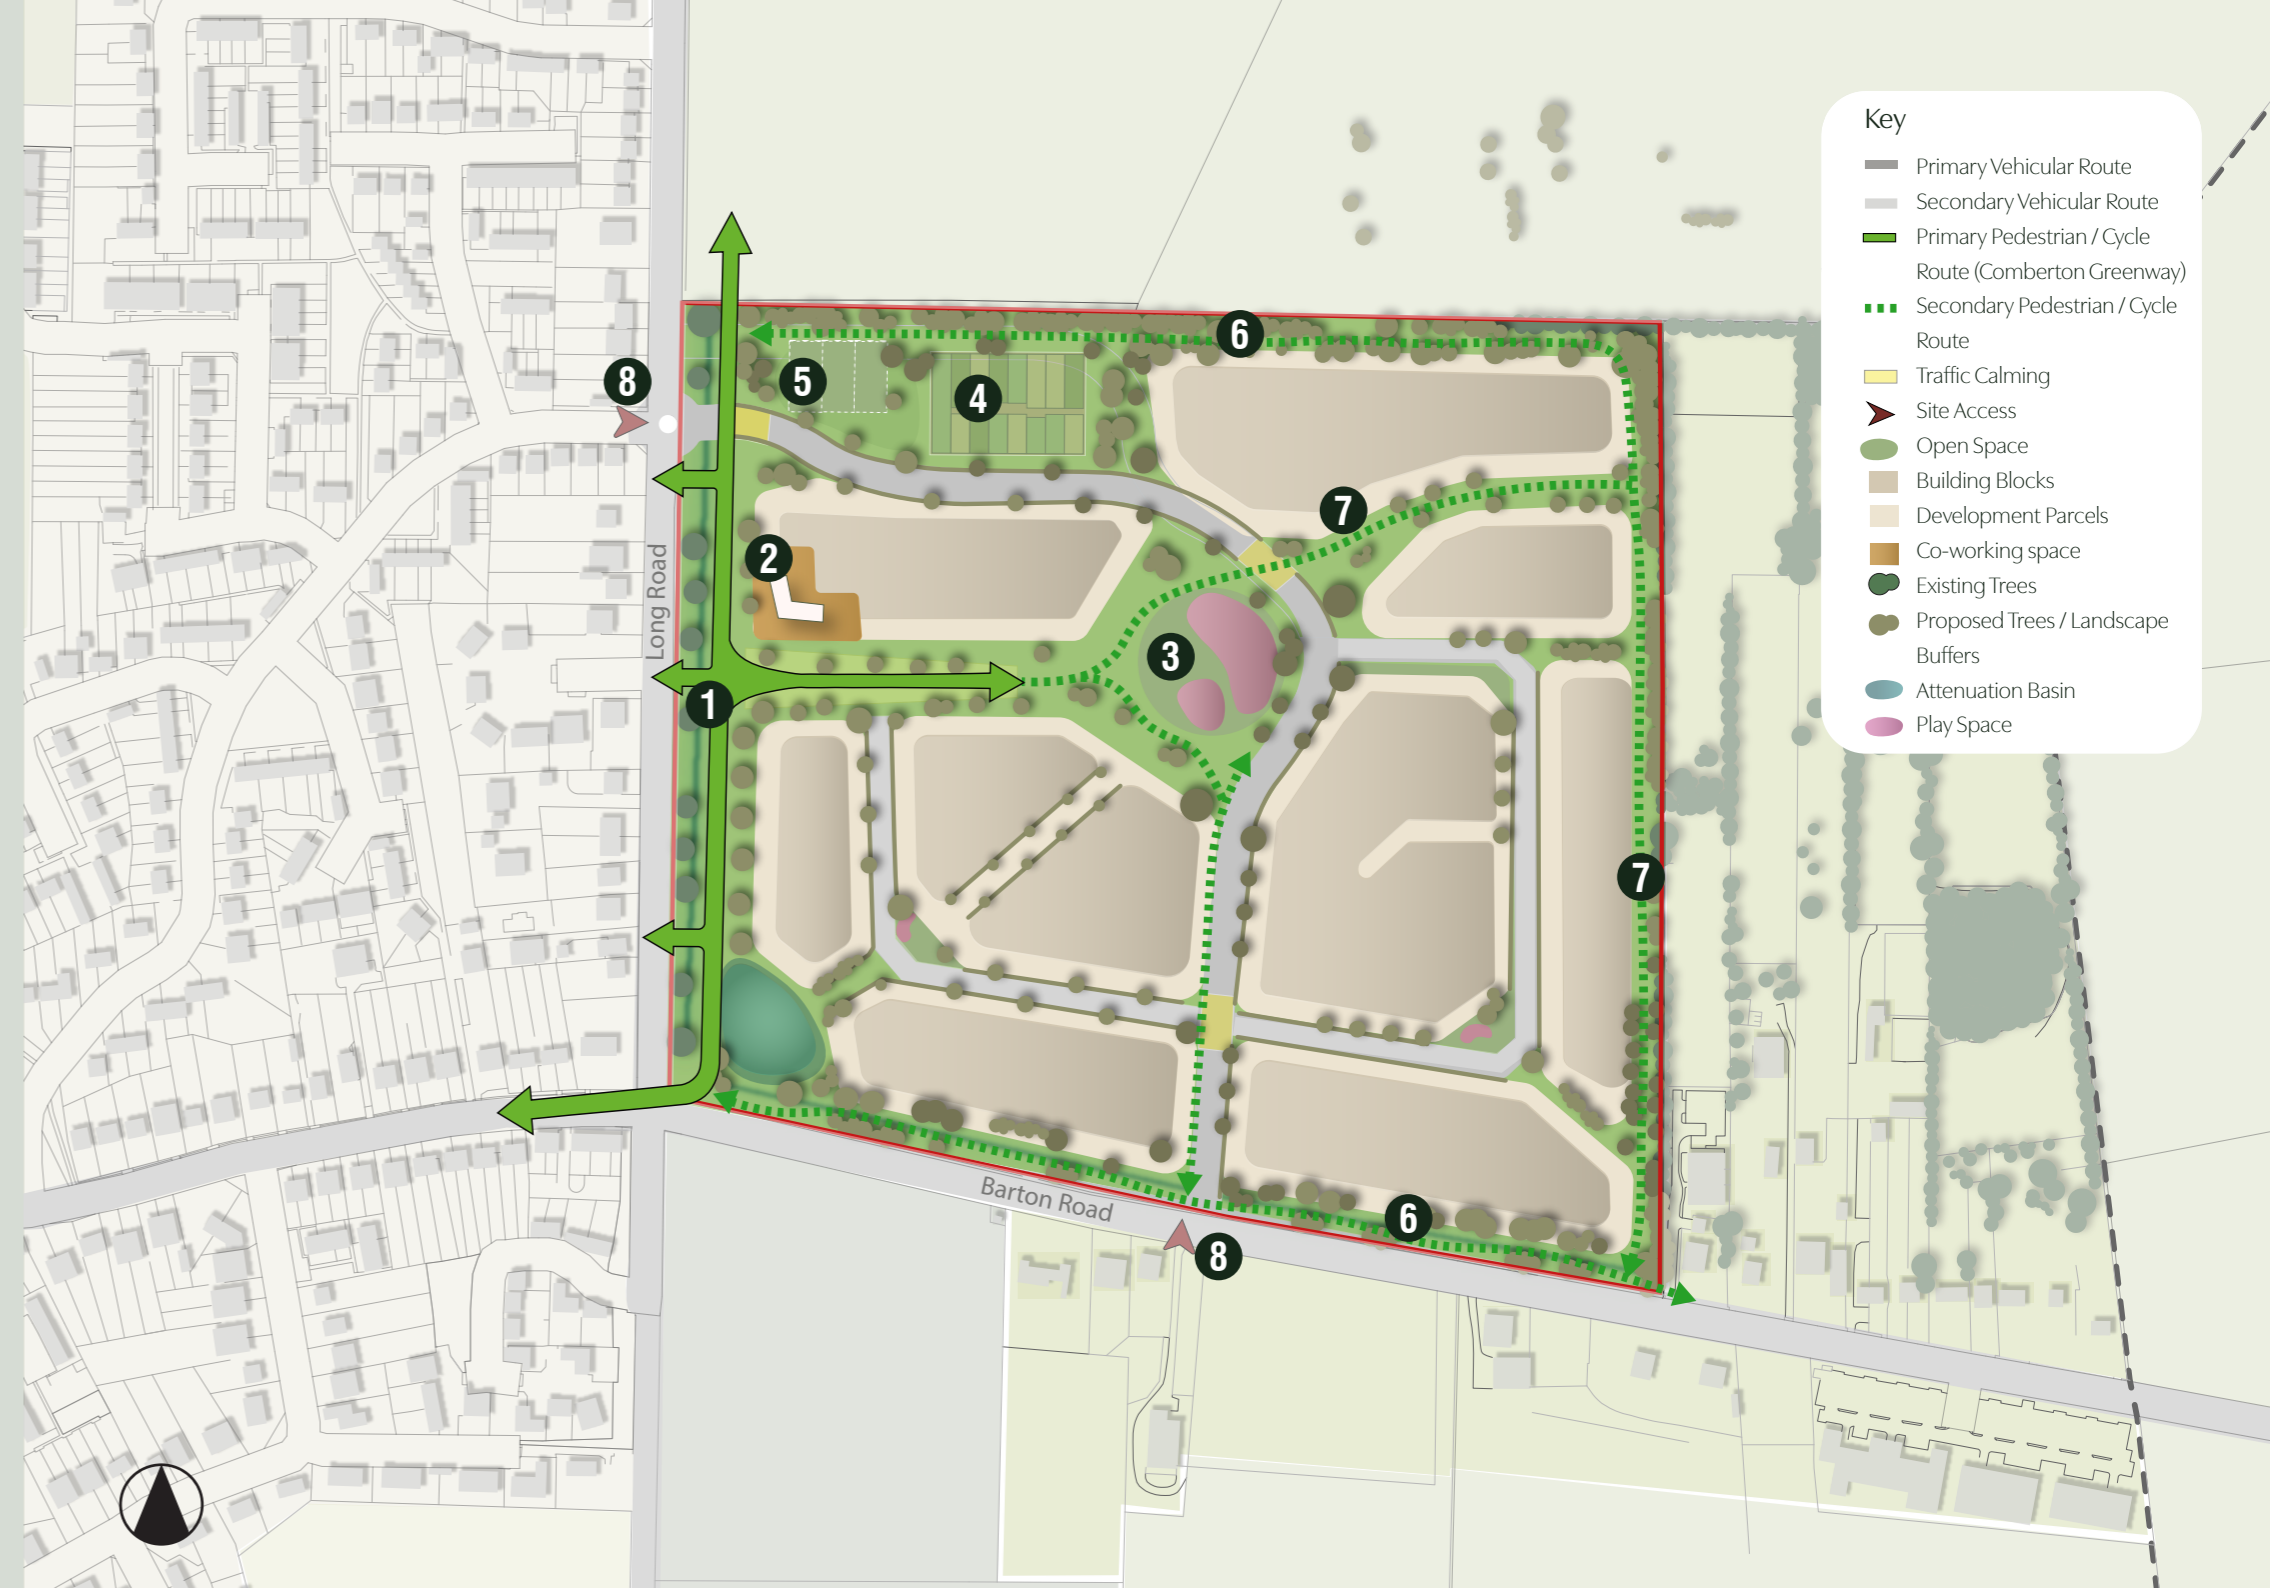 Key
Primary Vehicular Route
Secondary Vehicular Route
Primary Pedestrian / Cycle
Route (Comberton Greenway)
Secondary Pedestrian / Cycle
Route
Traffic Calming
Site Access
Open Space
Building Blocks
Development Parcels
Co-working space
Existing Trees
Proposed Trees / Landscape
Buffers
Attenuation Basin
Play Space
6
8
5
4
7
2
Long Road
3
1
7
Barton Road
6
8